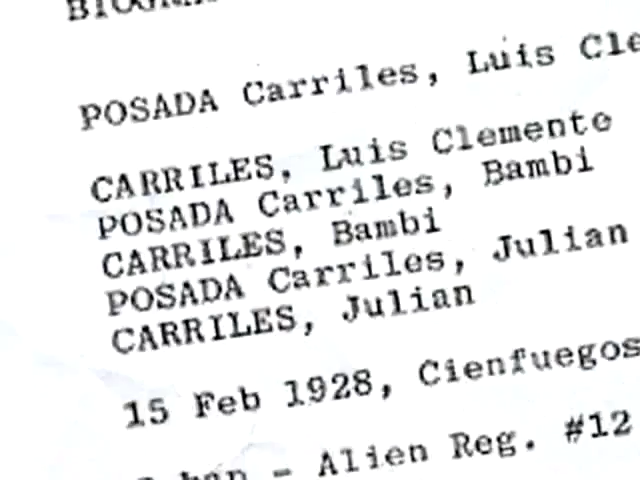 POSADA Carriles, Luis Cle
CARRILES, Luis Clemente
POSADA Carriles, Bambi
CARRILES, Bambi
POSADA Carriles, Julian
CARRILES, Julian
15 Feb 1928, Cienfuegos
- Alien Reg. #12